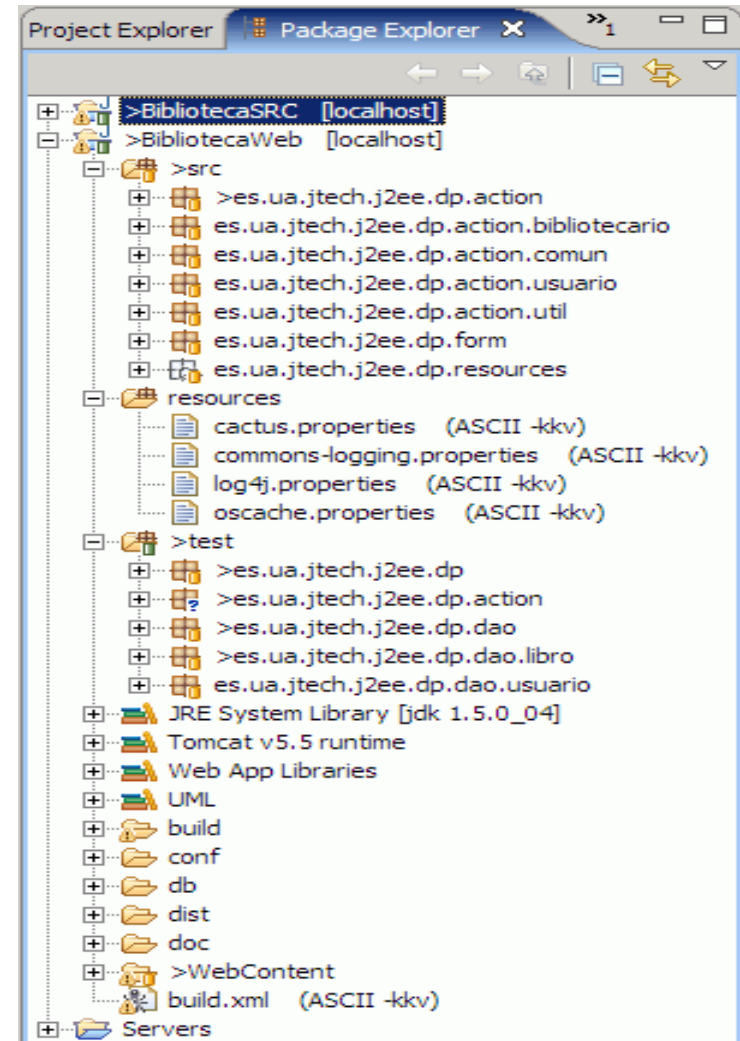 Project Explorer Package Explorer »1
>BibliotecaSRC [localhost]
>BibliotecaWeb [localhost]
>src
>es.ua.jtech.j2ee.dp.action
es.ua.jtech.j2ee.dp.action.bibliotecario
es.ua.jtech.j2ee.dp.action.comun
es.ua.jtech.j2ee.dp.action.usuario
es.ua.jtech.j2ee.dp.action.util
es.ua.jtech.j2ee.dp.form
es.ua.jtech.j2ee.dp.resources
resources
cactus.properties (ASCII -kkv)
commons-logging.properties (ASCII -kkv)
log4j.properties (ASCII -kkv)
oscache.properties (ASCII -kkv)
>test
>es.ua.jtech.j2ee.dp
>es.ua.jtech.j2ee.dp.action
>es.ua.jtech.j2ee.dp.dao
>es.ua.jtech.j2ee.dp.dao.libro
es.ua.jtech.j2ee.dp.dao.usuario
JRE System Library [jdk 1.5.0_04]
Tomcat v5.5 runtime
Web App Libraries
UML
build
conf
db
dist
doc
>WebContent
build.xml (ASCII -kkv)
Servers